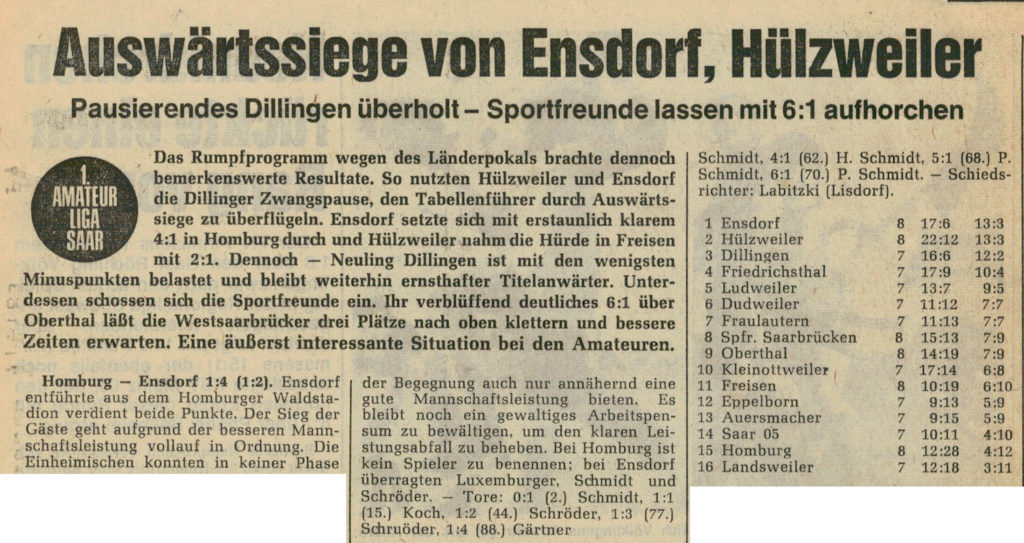 Auswärtssiege von Ensdorf, Hülzweiler
Pausierendes Dillingen überholt – Sportfreunde lassen mit 6:1 aufhorchen
1.
AMATEUR
LIGA
SAAR
Das Rumpfprogramm wegen des Länderpokals brachte dennoch
bemerkenswerte Resultate. So nutzten Hülzweiler und Ensdorf
die Dillinger Zwangspause, den Tabellenführer durch Auswärts-
siege zu überflügeln. Ensdorf setzte sich mit erstaunlich klarem
4:1 in Homburg durch und Hülzweiler nahm die Hürde in Freisen
mit 2:1. Dennoch – Neuling Dillingen ist mit den wenigsten
Minuspunkten belastet und bleibt weiterhin ernsthafter Titelanwärter. Unter-
dessen schossen sich die Sportfreunde ein. Ihr verblüffend deutliches 6:1 über
Oberthal läßt die Westsaarbrücker drei Plätze nach oben klettern und bessere
Zeiten erwarten. Eine äußerst interessante Situation bei den Amateuren.
Homburg – Ensdorf 1:4 (1:2). Ensdorf
entführte aus dem Homburger Waldsta-
dion verdient beide Punkte. Der Sieg der
Gäste geht aufgrund der besseren Mann-
schaftsleistung vollauf in Ordnung. Die
Einheimischen konnten in keiner Phase
der Begegnung auch nur annähernd eine
gute Mannschaftsleistung bieten. Es
bleibt noch ein gewaltiges Arbeitspen-
sum zu bewältigen, um den klaren Lei-
stungsabfall zu beheben. Bei Homburg ist
kein Spieler zu benennen; bei Ensdorf
überragten Luxemburger, Schmidt und
Schröder. – Tore: 0:1 (2.) Schmidt, 1:1
(15.) Koch, 1:2 (44.) Schröder, 1:3 (77.)
Schruöder, 1:4 (88.) Gärtner
Schmidt, 4:1 (62.) H. Schmidt, 5:1 (68.) P.
Schmidt, 6:1 (70.) P. Schmidt. – Schieds-
richter: Labitzki (Lisdorf).
1 Ensdorf 8 17:6 13:3
2 Hülzweiler 8 22:12 13:3
3 Dillingen 7 16:6 12:2
4 Friedrichsthal 7 17:9 10:4
5 Ludweiler 7 13:7 9:5
6 Dudweiler 7 11:12 7:7
7 Fraulautern 7 11:13 7:7
8 Spfr. Saarbrücken 8 15:13 7:9
9 Oberthal 8 14:19 7:9
10 Kleinottweiler 7 17:14 6:8
11 Freisen 8 10:19 6:10
12 Eppelborn 7 9:13 5:9
13 Auersmacher 7 9:15 5:9
14 Saar 05 7 10:11 4:10
15 Homburg 8 12:28 4:12
16 Landsweiler 7 12:18 3:11